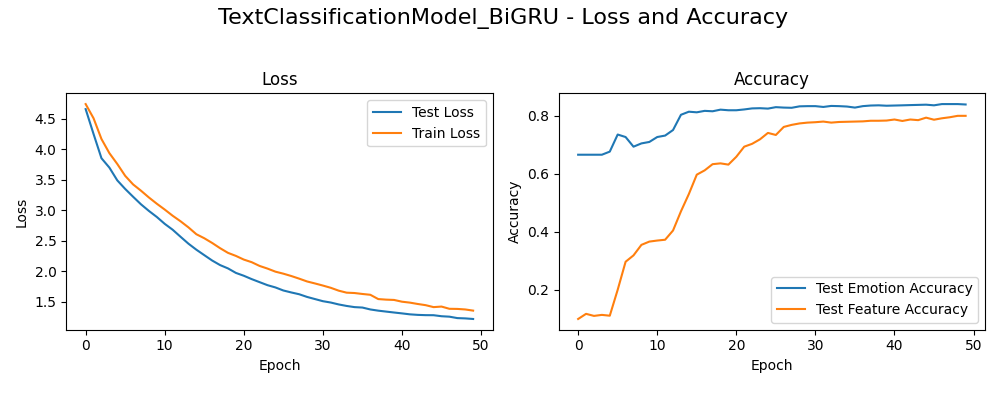 TextClassificationModel_BiGRU - Loss and Accuracy
Loss
Test Loss
Train Loss
4.5
4.0
3.5
3.0
2.5
2.0
1.5
Loss
0 10 20 30 40 50
Epoch
Accuracy
0.8
0.6
0.4
0.2
Accuracy
Test Emotion Accuracy
Test Feature Accuracy
0 10 20 30 40 50
Epoch